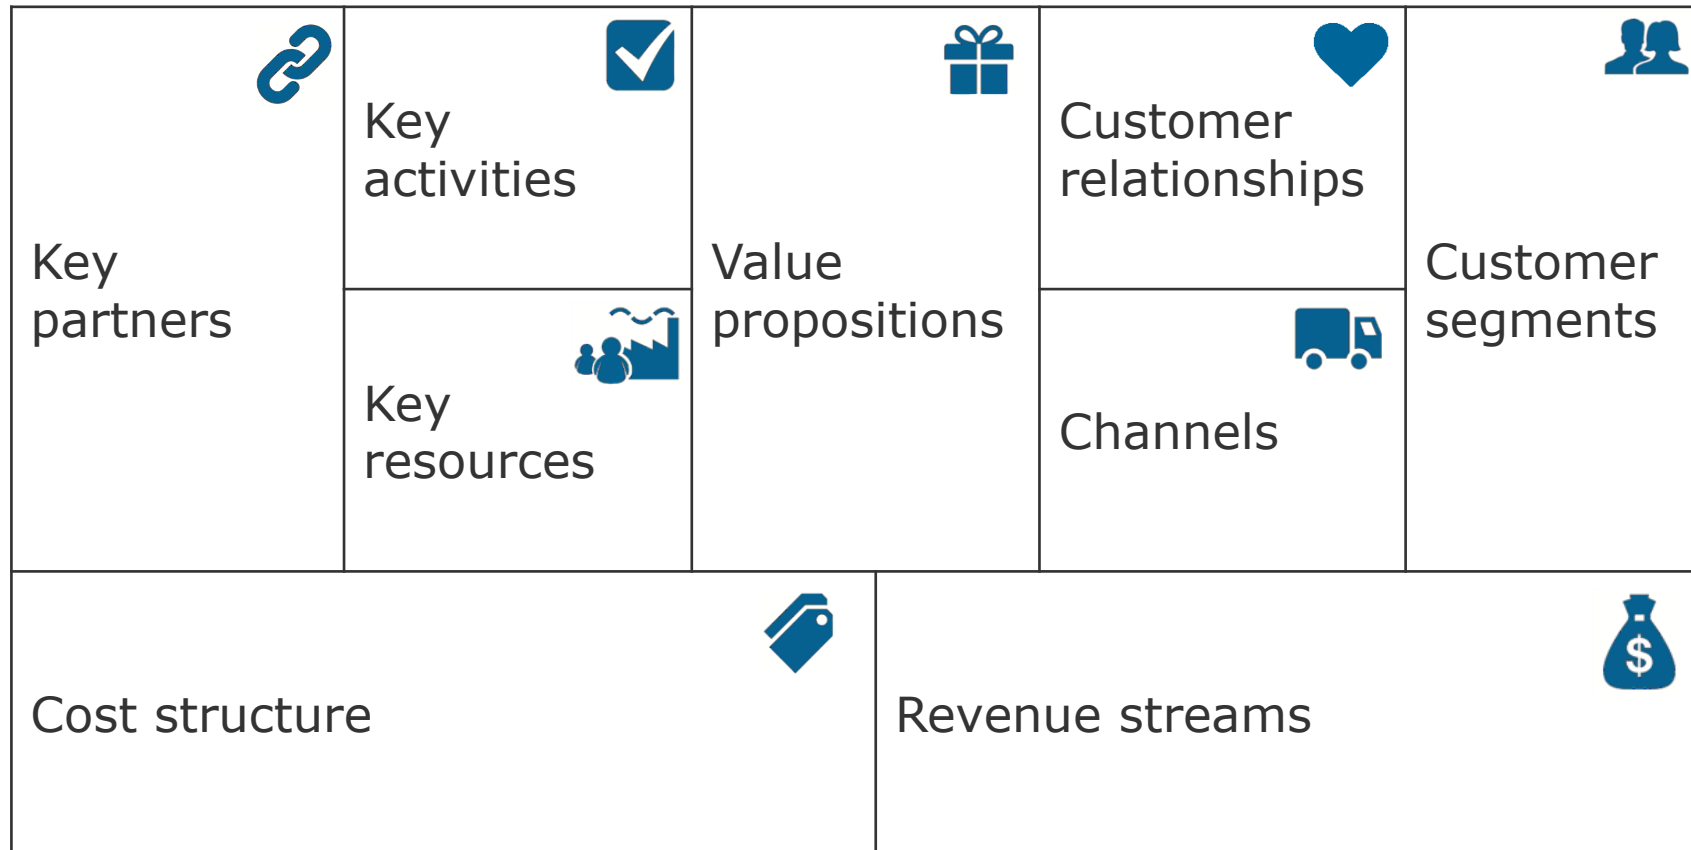 Key
partners
Key
activities
Key
resources
Value
propositions
Customer
relationships
Channels
Customer
segments
Cost structure
Revenue streams
$